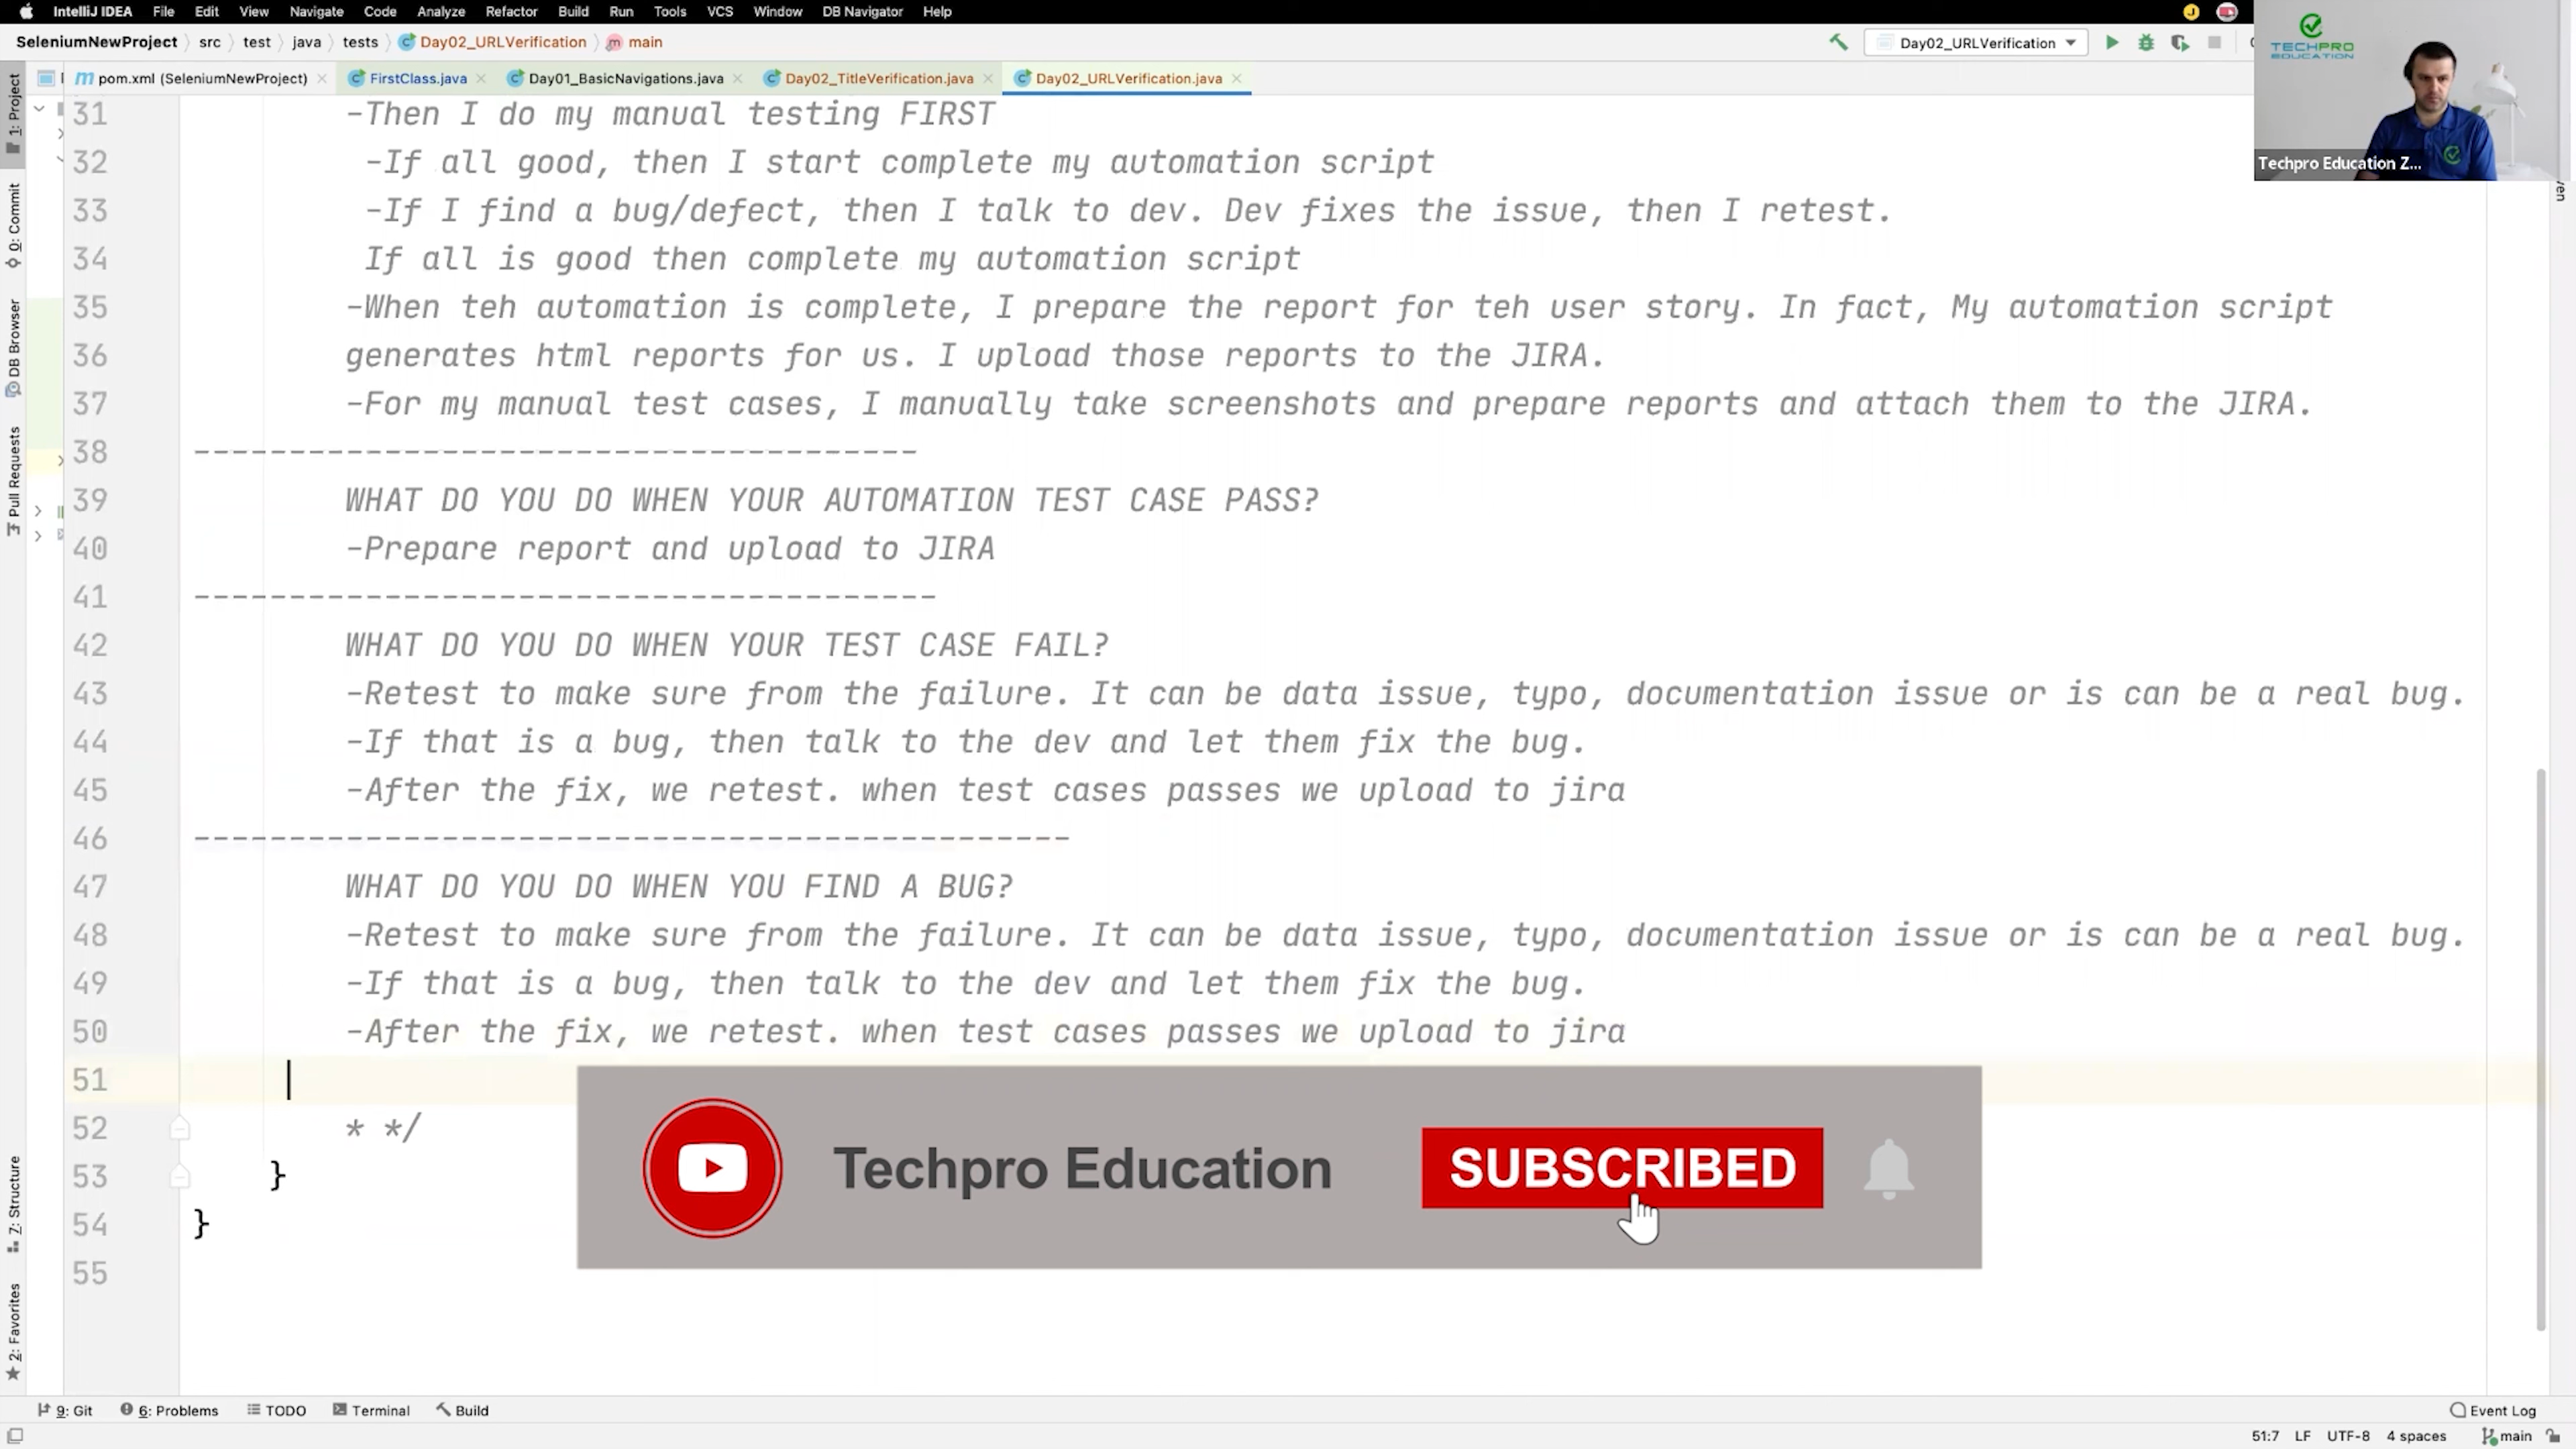 IntelliJ IDEA File Edit View Navigate Code Analyze Refactor Build Run Tools VCS Window DB Navigator Help
SeleniumNewProject src test java tests Day02_URLVerification main
Day02_URLVerification
TECHPRO
EDUCATION
Techpro Education Z...
pom.xml (SeleniumNewProject) FirstClass.java Day01_BasicNavigations.java Day02_TitleVerification.java Day02_URLVerification.java
1: Project
0: Commit
DB Browser
Pull Requests
7: Structure
2: Favorites
31 -Then I do my manual testing FIRST
32 -If all good, then I start complete my automation script
33 -If I find a bug/defect, then I talk to dev. Dev fixes the issue, then I retest.
34 If all is good then complete my automation script
35 -When teh automation is complete, I prepare the report for teh user story. In fact, My automation script
36 generates html reports for us. I upload those reports to the JIRA.
37 -For my manual test cases, I manually take screenshots and prepare reports and attach them to the JIRA.
38 --------------------------------------
39 WHAT DO YOU DO WHEN YOUR AUTOMATION TEST CASE PASS?
40 -Prepare report and upload to JIRA
41 ---------------------------------------
42 WHAT DO YOU DO WHEN YOUR TEST CASE FAIL?
43 -Retest to make sure from the failure. It can be data issue, typo, documentation issue or is can be a real bug.
44 -If that is a bug, then talk to the dev and let them fix the bug.
45 -After the fix, we retest. when test cases passes we upload to jira
46 ----------------------------------------------
47 WHAT DO YOU DO WHEN YOU FIND A BUG?
48 -Retest to make sure from the failure. It can be data issue, typo, documentation issue or is can be a real bug.
49 -If that is a bug, then talk to the dev and let them fix the bug.
50 -After the fix, we retest. when test cases passes we upload to jira
51
52 * */
53 }
54 }
55
Techpro Education SUBSCRIBED
9: Git 6: Problems TODO Terminal Build Event Log
51:7 LF UTF-8 4 spaces main